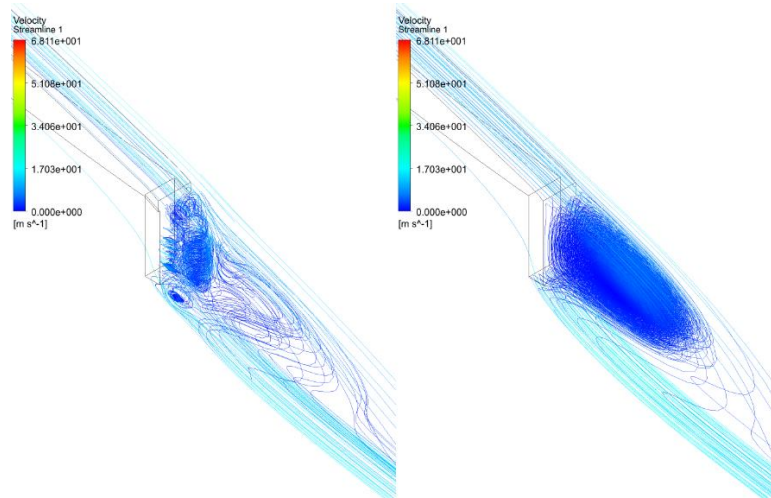 Velocity
Streamline 1
6.811e+001
5.108e+001
3.406e+001
1.703e+001
0.000e+000
[m s^-1]
Velocity
Streamline 1
6.811e+001
5.108e+001
3.406e+001
1.703e+001
0.000e+000
[m s^-1]